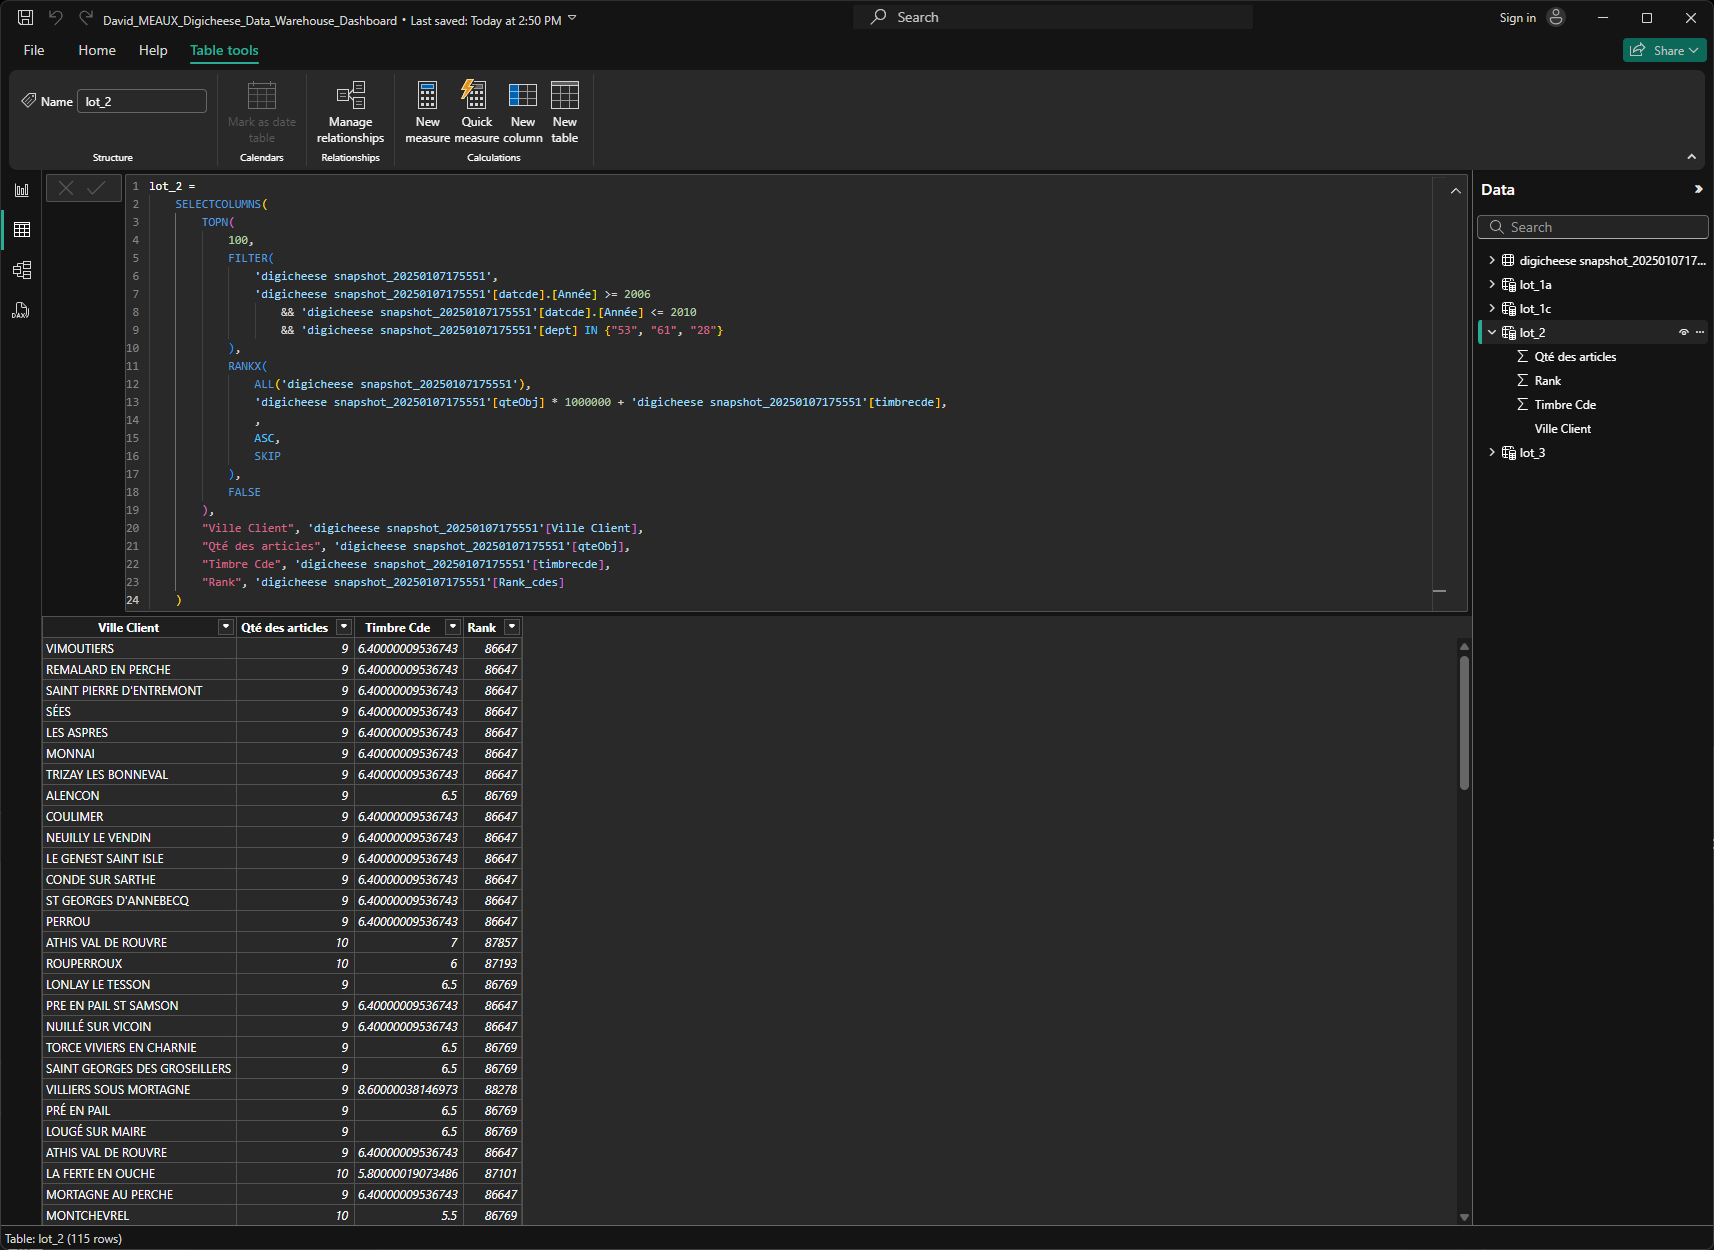 David_MEAUX_Digicheese_Data_Warehouse_Dashboard • Last saved: Today at 2:50 PM
Search
Sign in
File Home Help Table tools
Share
Name lot_2
Mark as date table
Manage relationships
New measure
Quick measure
New column
New table
Structure
Calendars
Relationships
Calculations
1 lot_2 =
2 SELECTCOLUMNS(
3 TOPN(
4 100,
5 FILTER(
6 'digicheese snapshot_20250107175551',
7 'digicheese snapshot_20250107175551'[datcde].[Année] >= 2006
8 && 'digicheese snapshot_20250107175551'[datcde].[Année] <= 2010
9 && 'digicheese snapshot_20250107175551'[dept] IN {"53", "61", "28"}
10 ),
11 RANKX(
12 ALL('digicheese snapshot_20250107175551'),
13 'digicheese snapshot_20250107175551'[qteObj] * 1000000 + 'digicheese snapshot_20250107175551'[timbrecde],
14 ,
15 ASC,
16 SKIP
17 ),
18 FALSE
19 ),
20 "Ville Client", 'digicheese snapshot_20250107175551'[Ville Client],
21 "Qté des articles", 'digicheese snapshot_20250107175551'[qteObj],
22 "Timbre Cde", 'digicheese snapshot_20250107175551'[timbrecde],
23 "Rank", 'digicheese snapshot_20250107175551'[Rank_cdes]
24 )
Ville Client Qté des articles Timbre Cde Rank
VIMOUTIERS 9 6.40000009536743 86647
REMALARD EN PERCHE 9 6.40000009536743 86647
SAINT PIERRE D'ENTREMONT 9 6.40000009536743 86647
SÉES 9 6.40000009536743 86647
LES ASPRES 9 6.40000009536743 86647
MONNAI 9 6.40000009536743 86647
TRIZAY LES BONNEVAL 9 6.40000009536743 86647
ALENCON 9 6.5 86769
COULIMER 9 6.40000009536743 86647
NEUILLY LE VENDIN 9 6.40000009536743 86647
LE GENEST SAINT ISLE 9 6.40000009536743 86647
CONDE SUR SARTHE 9 6.40000009536743 86647
ST GEORGES D'ANNEBECQ 9 6.40000009536743 86647
PERROU 9 6.40000009536743 86647
ATHIS VAL DE ROUVRE 10 7 87857
ROUPERROUX 10 6 87193
LONLAY LE TESSON 9 6.5 86769
PRE EN PAIL ST SAMSON 9 6.40000009536743 86647
NUILLÉ SUR VICOIN 9 6.40000009536743 86647
TORCE VIVIERS EN CHARNIE 9 6.5 86769
SAINT GEORGES DES GROSEILLERS 9 6.5 86769
VILLIERS SOUS MORTAGNE 9 8.60000038146973 88278
PRÉ EN PAIL 9 6.5 86769
LOUGÉ SUR MAIRE 9 6.5 86769
ATHIS VAL DE ROUVRE 9 6.40000009536743 86647
LA FERTE EN OUCHE 10 5.80000019073486 87101
MORTAGNE AU PERCHE 9 6.40000009536743 86647
MONTCHEVREL 10 5.5 86769
Table: lot_2 (115 rows)
Data
Search
digicheese snapshot_2025010717...
lot_1a
lot_1c
lot_2
Qté des articles
Rank
Timbre Cde
Ville Client
lot_3
DAX